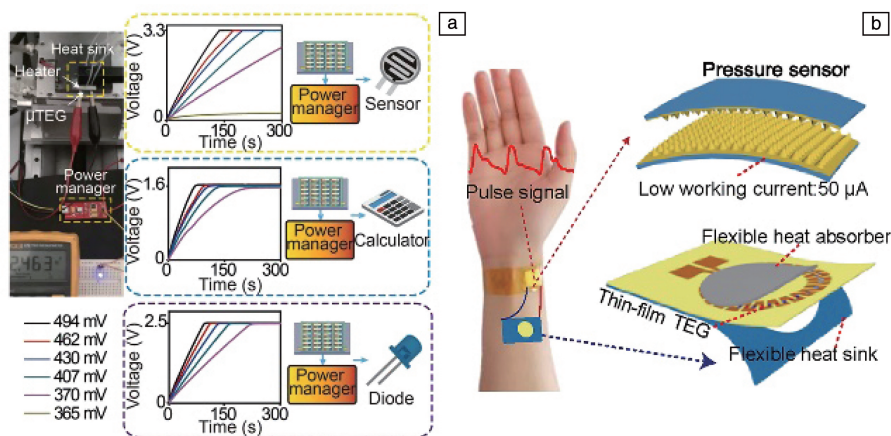 a
Heat sink
Heater
μTEG
Power
manager
2.463
3.3
Voltage (V)
0
0 150 300
Time (s)
Power
manager
Sensor
1.6
Voltage (V)
0
0 150 300
Time (s)
Power
manager
Calculator
2.5
Voltage (V)
0
0 150 300
Time (s)
Power
manager
Diode
494 mV
462 mV
430 mV
407 mV
370 mV
365 mV
b
Pulse signal
Pressure sensor
Low working current:50 μA
Flexible heat absorber
Thin-film TEG
Flexible heat sink